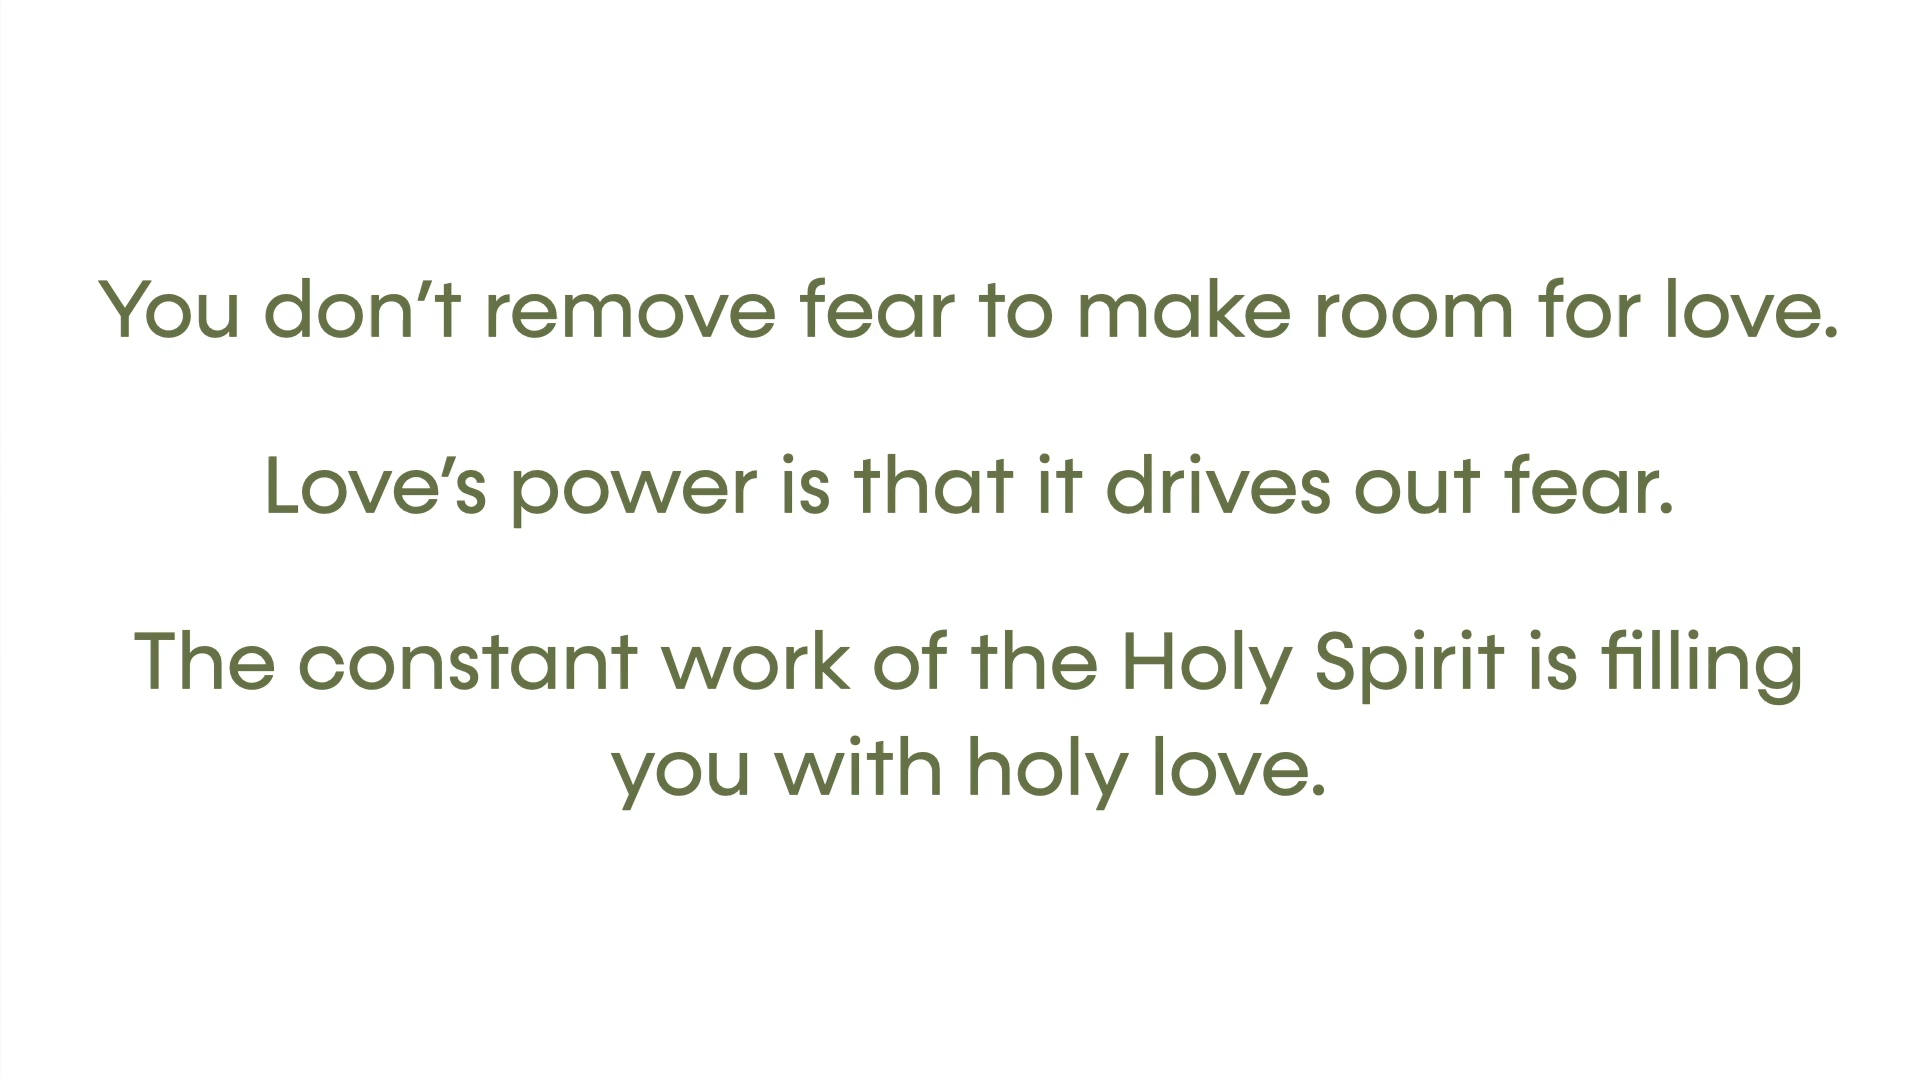 You don’t remove fear to make room for love.
Love’s power is that it drives out fear.
The constant work of the Holy Spirit is filling
you with holy love.